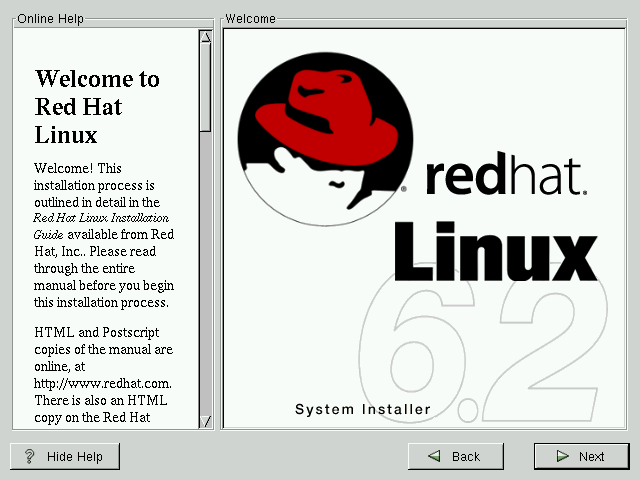 Online Help
Welcome to
Red Hat
Linux
Welcome! This
installation process is
outlined in detail in the
Red Hat Linux Installation
Guide available from Red
Hat, Inc.. Please read
through the entire
manual before you begin
this installation process.
HTML and Postscript
copies of the manual are
online, at
http://www.redhat.com.
There is also an HTML
copy on the Red Hat
Welcome
redhat.
Linux
6.2
System Installer
? Hide Help
Back
Next